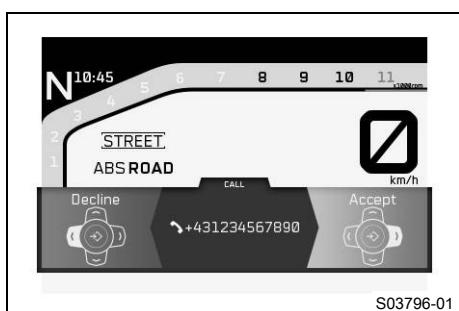 N 10:45
1 2 3 4 5 6 7 8 9 10 11
x1000rpm
STREET
ABS ROAD
0
km/h
CALL
Decline
Accept
+431234567890
S03796-01